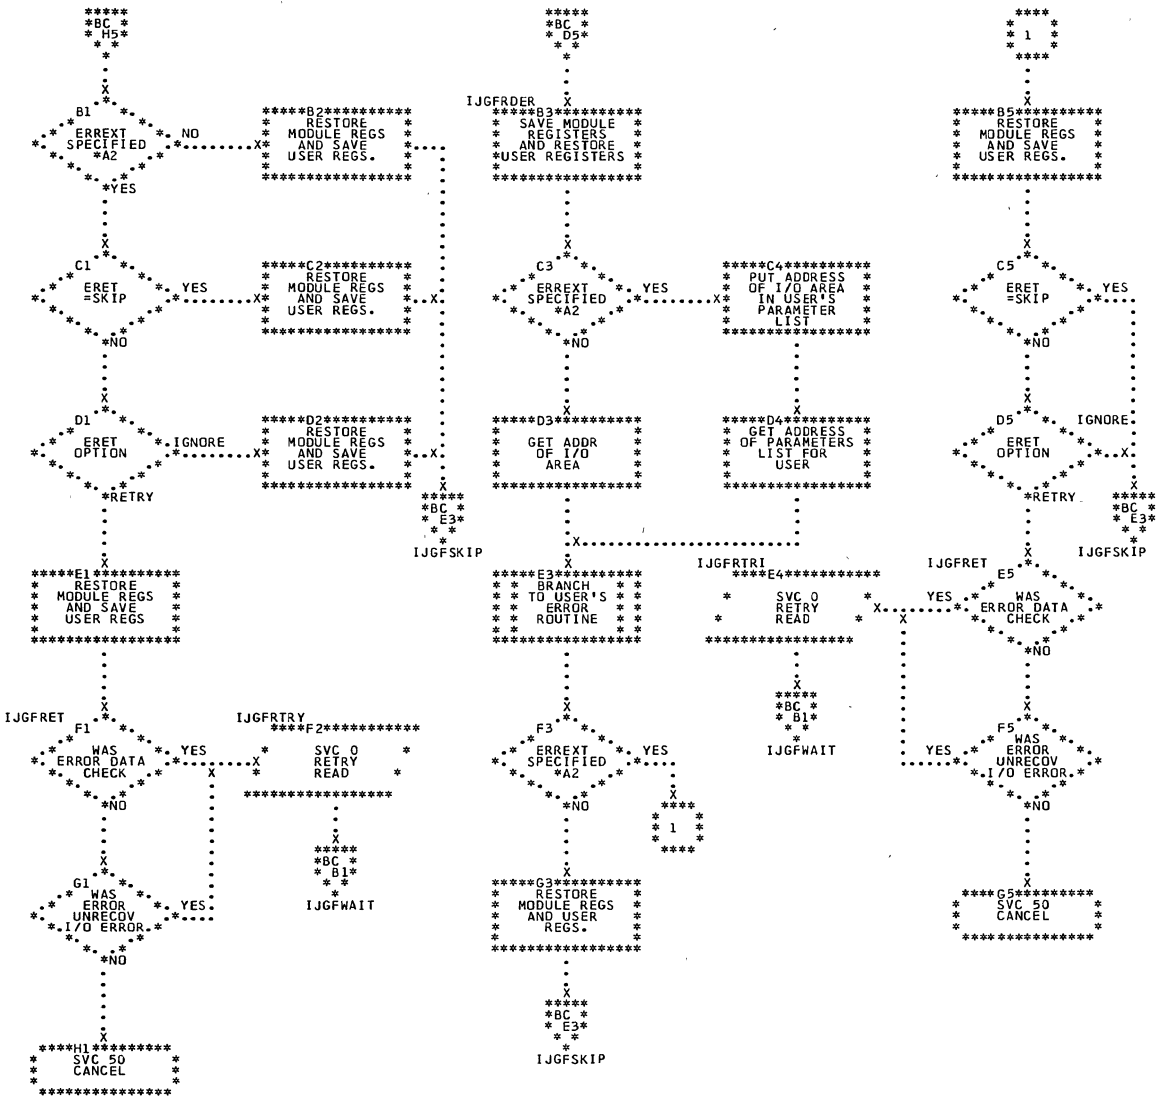 BC
H5
B1
ERREXT
SPECIFIED
*A2
NO
YES
B2
RESTORE
MODULE REGS
AND SAVE
USER REGS.
C1
ERET
=SKIP
YES
NO
C2
RESTORE
MODULE REGS
AND SAVE
USER REGS.
D1
ERET
OPTION
IGNORE
RETRY
D2
RESTORE
MODULE REGS
AND SAVE
USER REGS.
BC
E3
IJGFSKIP
E1
RESTORE
MODULE REGS
AND SAVE
USER REGS
IJGFRET
F1
WAS
ERROR DATA
CHECK
YES
NO
IJGFRTRY
F2
SVC 0
RETRY
READ
BC
B1
IJGFWAIT
G1
WAS
ERROR
UNRECOV
I/O ERROR
YES
NO
H1
SVC 50
CANCEL
BC
D5
IJGFRDER
B3
SAVE MODULE
REGISTERS
AND RESTORE
USER REGISTERS
C3
ERREXT
SPECIFIED
*A2
YES
NO
C4
PUT ADDRESS
OF I/O AREA
IN USER'S
PARAMETER
LIST
D3
GET ADDR
OF I/O
AREA
D4
GET ADDRESS
OF PARAMETERS
LIST FOR
USER
E3
BRANCH
TO USER'S
ERROR
ROUTINE
IJGFRTRI
E4
SVC 0
RETRY
READ
BC
B1
IJGFWAIT
F3
ERREXT
SPECIFIED
*A2
YES
NO
1
G3
RESTORE
MODULE REGS
AND USER
REGS.
BC
E3
IJGFSKIP
1
B5
RESTORE
MODULE REGS
AND SAVE
USER REGS.
C5
ERET
=SKIP
YES
NO
D5
ERET
OPTION
IGNORE
RETRY
BC
E3
IJGFSKIP
IJGFRET
E5
WAS
ERROR DATA
CHECK
YES
NO
F5
WAS
ERROR
UNRECOV
I/O ERROR
YES
NO
G5
SVC 50
CANCEL